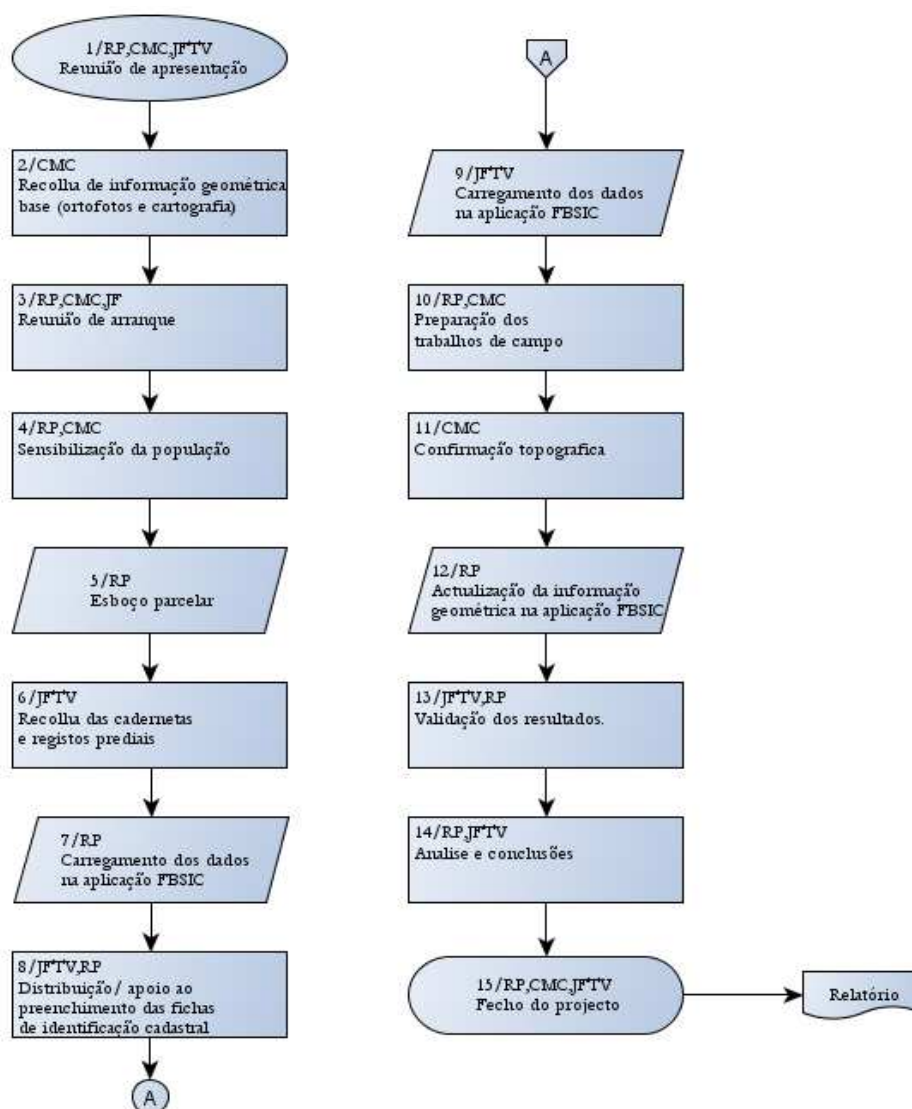 1/RP,CMC,JFTV
Reunião de apresentação
2/CMC
Recolha de informação geométrica
base (ortofotos e cartografia)
3/RP,CMC,JF
Reunião de arranque
4/RP,CMC
Sensibilização da população
5/RP
Esboço parcelar
6/JFTV
Recolha das cadernetas
e registos prediais
7/RP
Carregamento dos dados
na aplicação FBSIC
8/JFTV,RP
Distribuição/ apoio ao
preenchimento das fichas
de identificação cadastral
A
A
9/JFTV
Carregamento dos dados
na aplicação FBSIC
10/RP,CMC
Preparação dos
trabalhos de campo
11/CMC
Confirmação topografica
12/RP
Actualização da informação
geométrica na aplicação FBSIC
13/JFTV,RP
Validação dos resultados.
14/RP,JFTV
Analise e conclusões
15/RP,CMC,JFTV
Fecho do projecto
Relatório